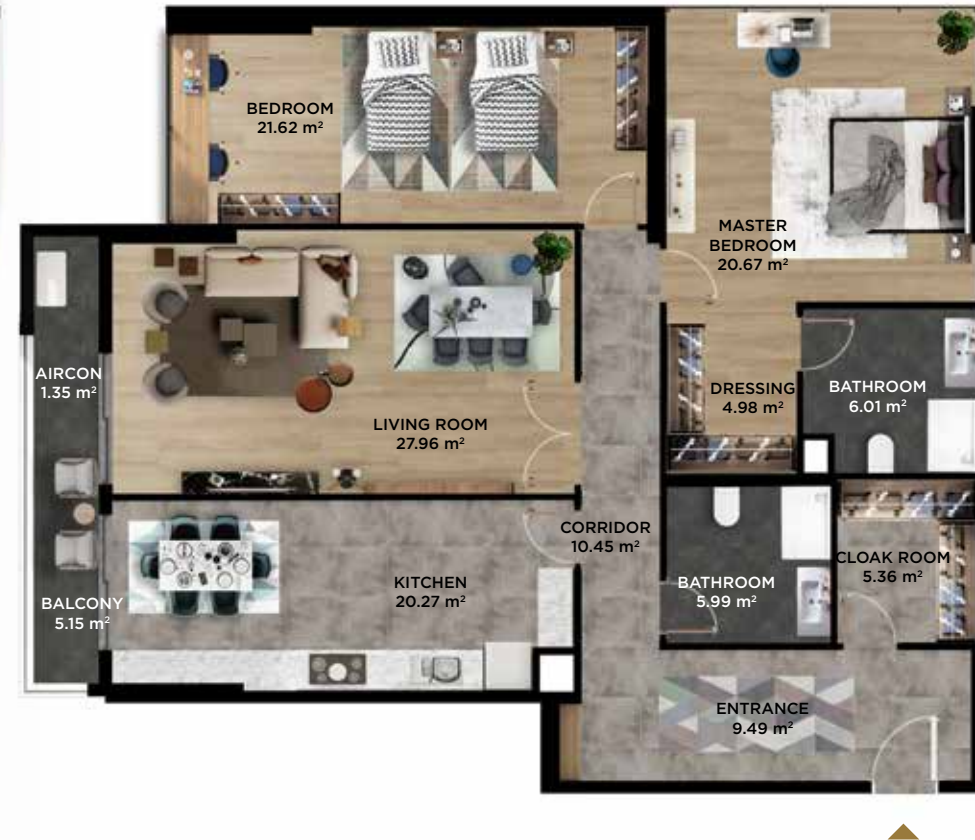 BEDROOM
21.62 m²
MASTER
BEDROOM
20.67 m²
AIRCON
1.35 m²
DRESSING
4.98 m²
BATHROOM
6.01 m²
LIVING ROOM
27.96 m²
CORRIDOR
10.45 m²
CLOAK ROOM
5.36 m²
KITCHEN
20.27 m²
BATHROOM
5.99 m²
BALCONY
5.15 m²
ENTRANCE
9.49 m²